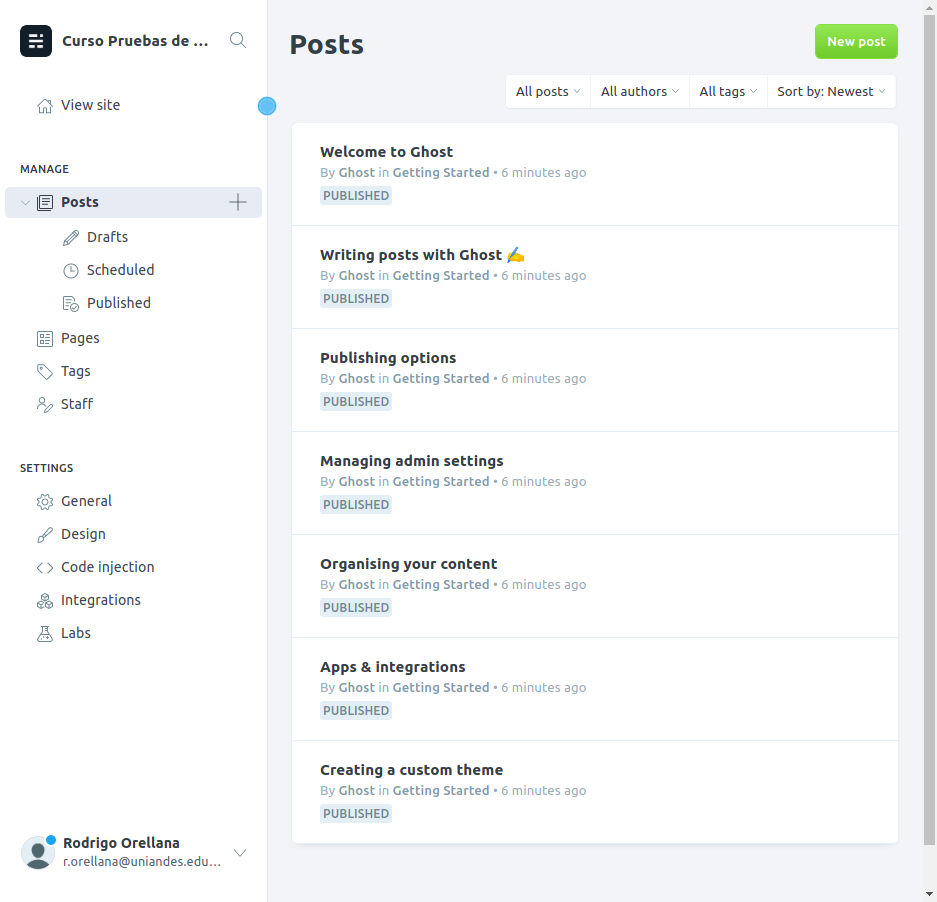 Curso Pruebas de ...
View site
MANAGE
Posts
Drafts
Scheduled
Published
Pages
Tags
Staff
SETTINGS
General
Design
Code injection
Integrations
Labs
Rodrigo Orellana
r.orellana@uniandes.edu...
Posts
New post
All posts
All authors
All tags
Sort by: Newest
Welcome to Ghost
By Ghost in Getting Started • 6 minutes ago
PUBLISHED
Writing posts with Ghost ✍️
By Ghost in Getting Started • 6 minutes ago
PUBLISHED
Publishing options
By Ghost in Getting Started • 6 minutes ago
PUBLISHED
Managing admin settings
By Ghost in Getting Started • 6 minutes ago
PUBLISHED
Organising your content
By Ghost in Getting Started • 6 minutes ago
PUBLISHED
Apps & integrations
By Ghost in Getting Started • 6 minutes ago
PUBLISHED
Creating a custom theme
By Ghost in Getting Started • 6 minutes ago
PUBLISHED